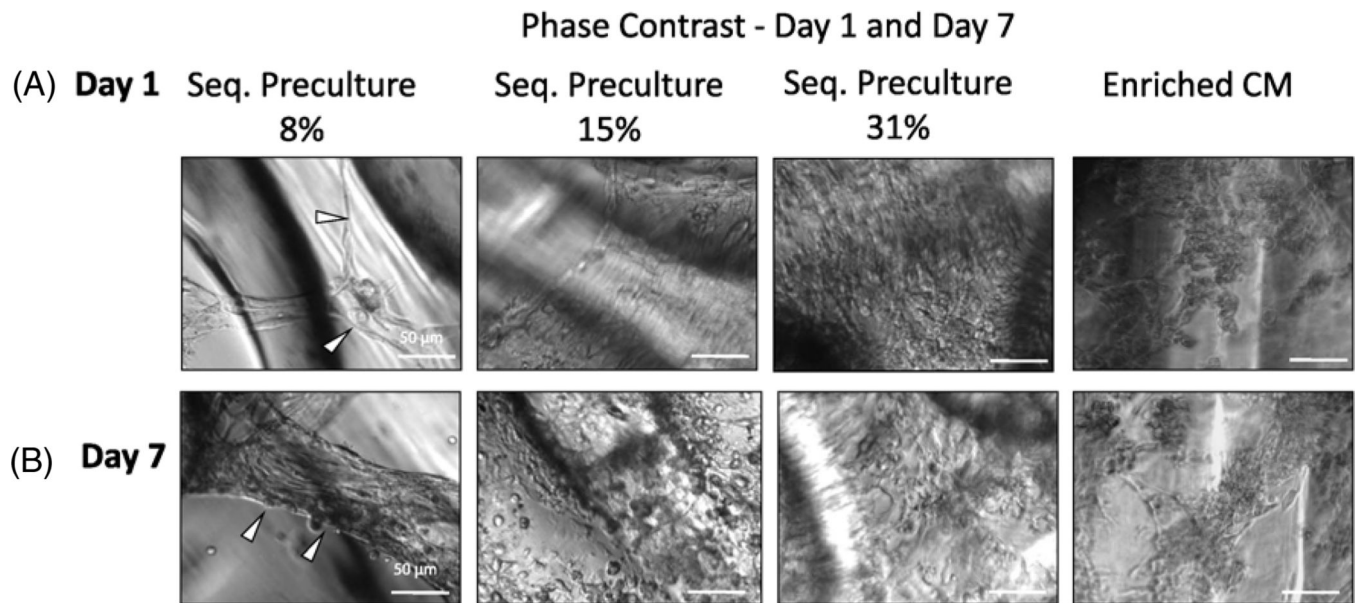 Phase Contrast - Day 1 and Day 7
(A) Day 1 Seq. Preculture 8% Seq. Preculture 15% Seq. Preculture 31% Enriched CM
50 µm
(B) Day 7
50 µm